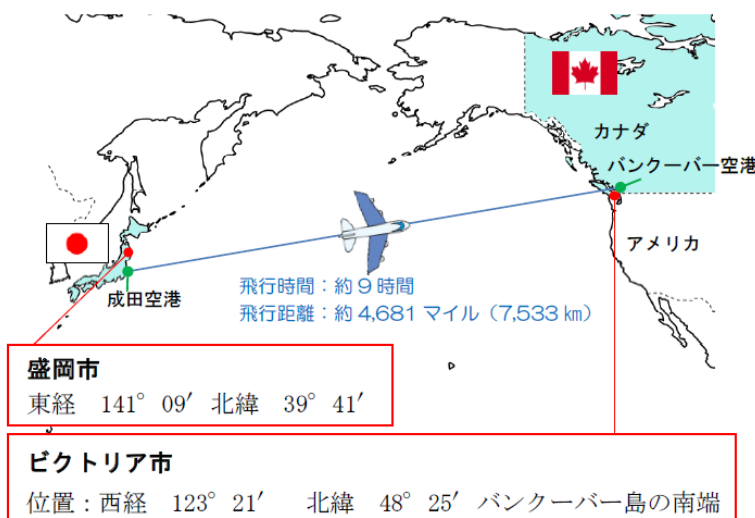 カナダ
バンクーバー空港
アメリカ
成田空港
飛行時間：約9時間
飛行距離：約4,681 マイル（7,533 ㎞）
盛岡市
東経　141° 09′ 北緯　39° 41′
ビクトリア市
位置：西経　123° 21′　北緯　48° 25′ バンクーバー島の南端